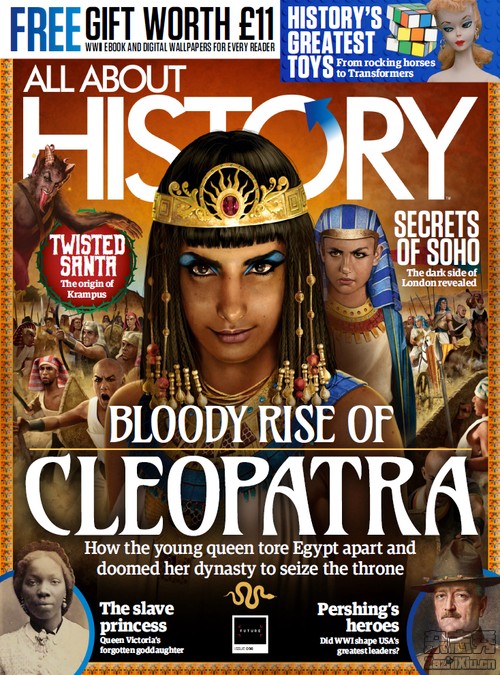 FREE
GIFT WORTH £11
WWII EBOOK AND DIGITAL WALLPAPERS FOR EVERY READER
HISTORY'S
GREATEST
TOYS
From rocking horses
to Transformers
ALL ABOUT
HISTORY
TWISTED
SANTA
The origin of
Krampus
SECRETS
OF SOHO
The dark side of
London revealed
BLOODY RISE OF
CLEOPATRA
How the young queen tore Egypt apart and
doomed her dynasty to seize the throne
The slave
princess
Queen Victoria's
forgotten goddaughter
FUTURE
Pershing's
heroes
Did WWI shape USA's
greatest leaders?